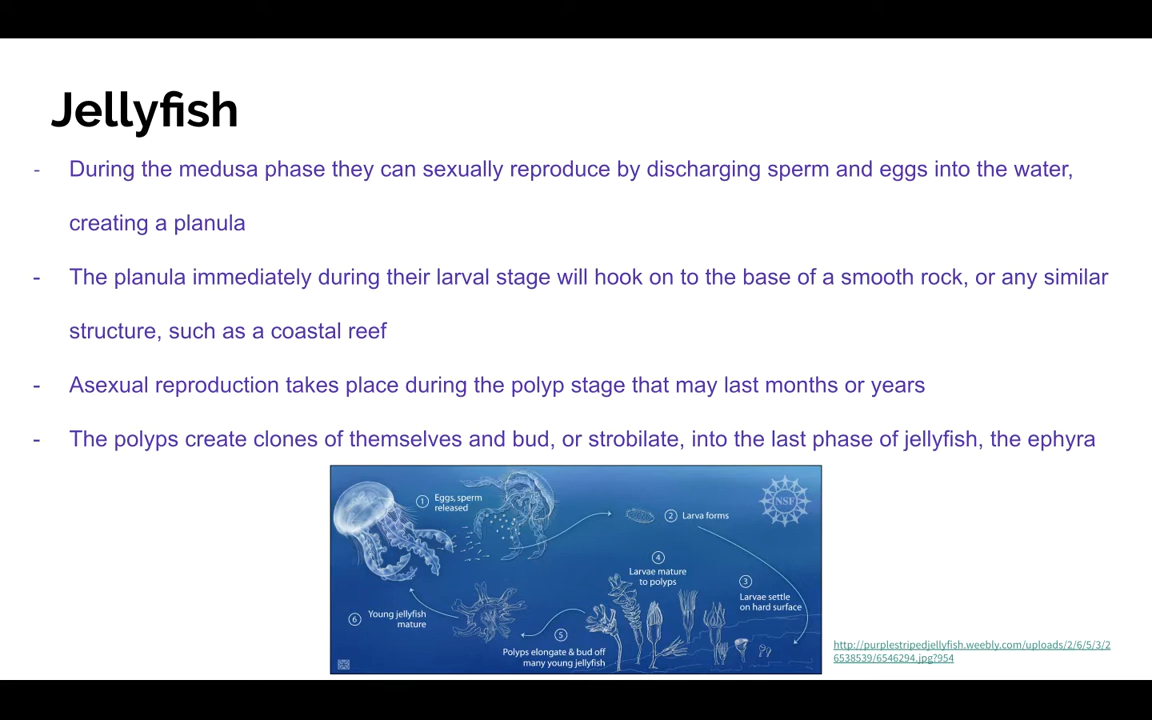 Jellyfish
- During the medusa phase they can sexually reproduce by discharging sperm and eggs into the water,
creating a planula
- The planula immediately during their larval stage will hook on to the base of a smooth rock, or any similar
structure, such as a coastal reef
- Asexual reproduction takes place during the polyp stage that may last months or years
- The polyps create clones of themselves and bud, or strobilate, into the last phase of jellyfish, the ephyra
1 Eggs, sperm
released
NSF
2 Larva forms
4
Larvae mature
to polyps
3
Larvae settle
on hard surface
6 Young jellyfish
mature
5
Polyps elongate & bud off
many young jellyfish
http://purplestripedjellyfish.weebly.com/uploads/2/6/5/3/2
6538539/6546294.jpg?954